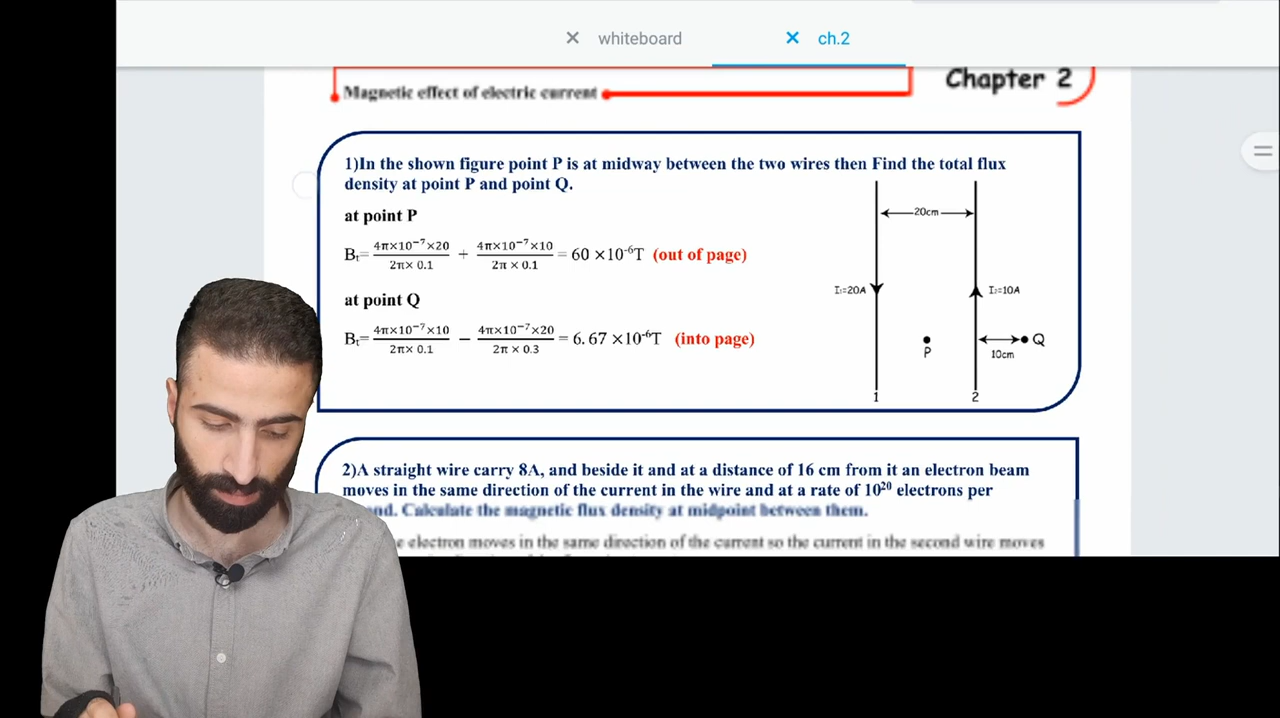 whiteboard
ch.2
Chapter 2
Magnetic effect of electric current
1)In the shown figure point P is at midway between the two wires then Find the total flux
density at point P and point Q.
at point P
Bₜ= 4π×10⁻⁷×20 / 2π× 0.1 + 4π×10⁻⁷×10 / 2π × 0.1 = 60 ×10⁻⁶T (out of page)
at point Q
Bₜ= 4π×10⁻⁷×10 / 2π× 0.1 − 4π×10⁻⁷×20 / 2π × 0.3 = 6.67 ×10⁻⁶T (into page)
20cm
I₁=20A
I₂=10A
P
Q
10cm
1
2
2)A straight wire carry 8A, and beside it and at a distance of 16 cm from it an electron beam
moves in the same direction of the current in the wire and at a rate of 10²⁰ electrons per
nd. Calculate the magnetic flux density at midpoint between them.
e electron moves in the same direction of the current so the current in the second wire moves